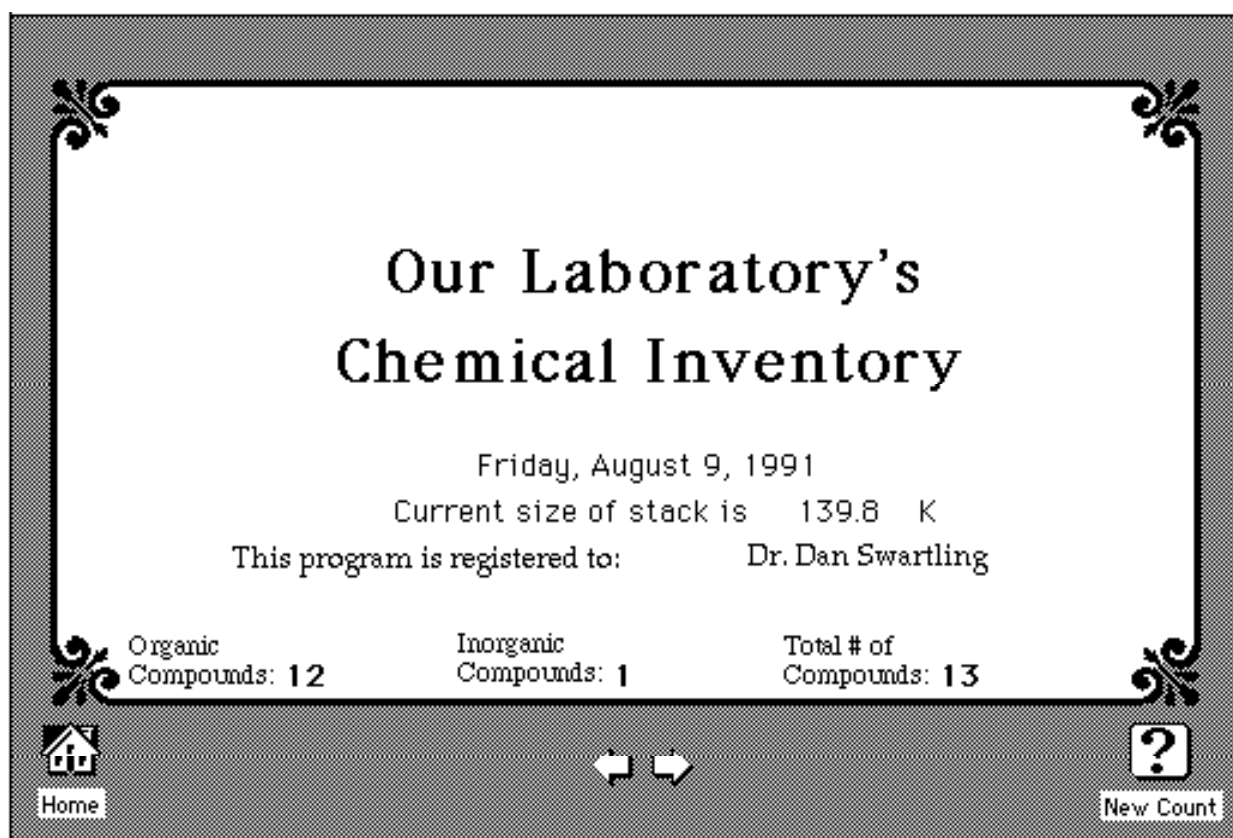 Our Laboratory's
Chemical Inventory
Friday, August 9, 1991
Current size of stack is 139.8 K
This program is registered to: Dr. Dan Swartling
Organic
Compounds: 12
Inorganic
Compounds: 1
Total # of
Compounds: 13
?
Home
New Count